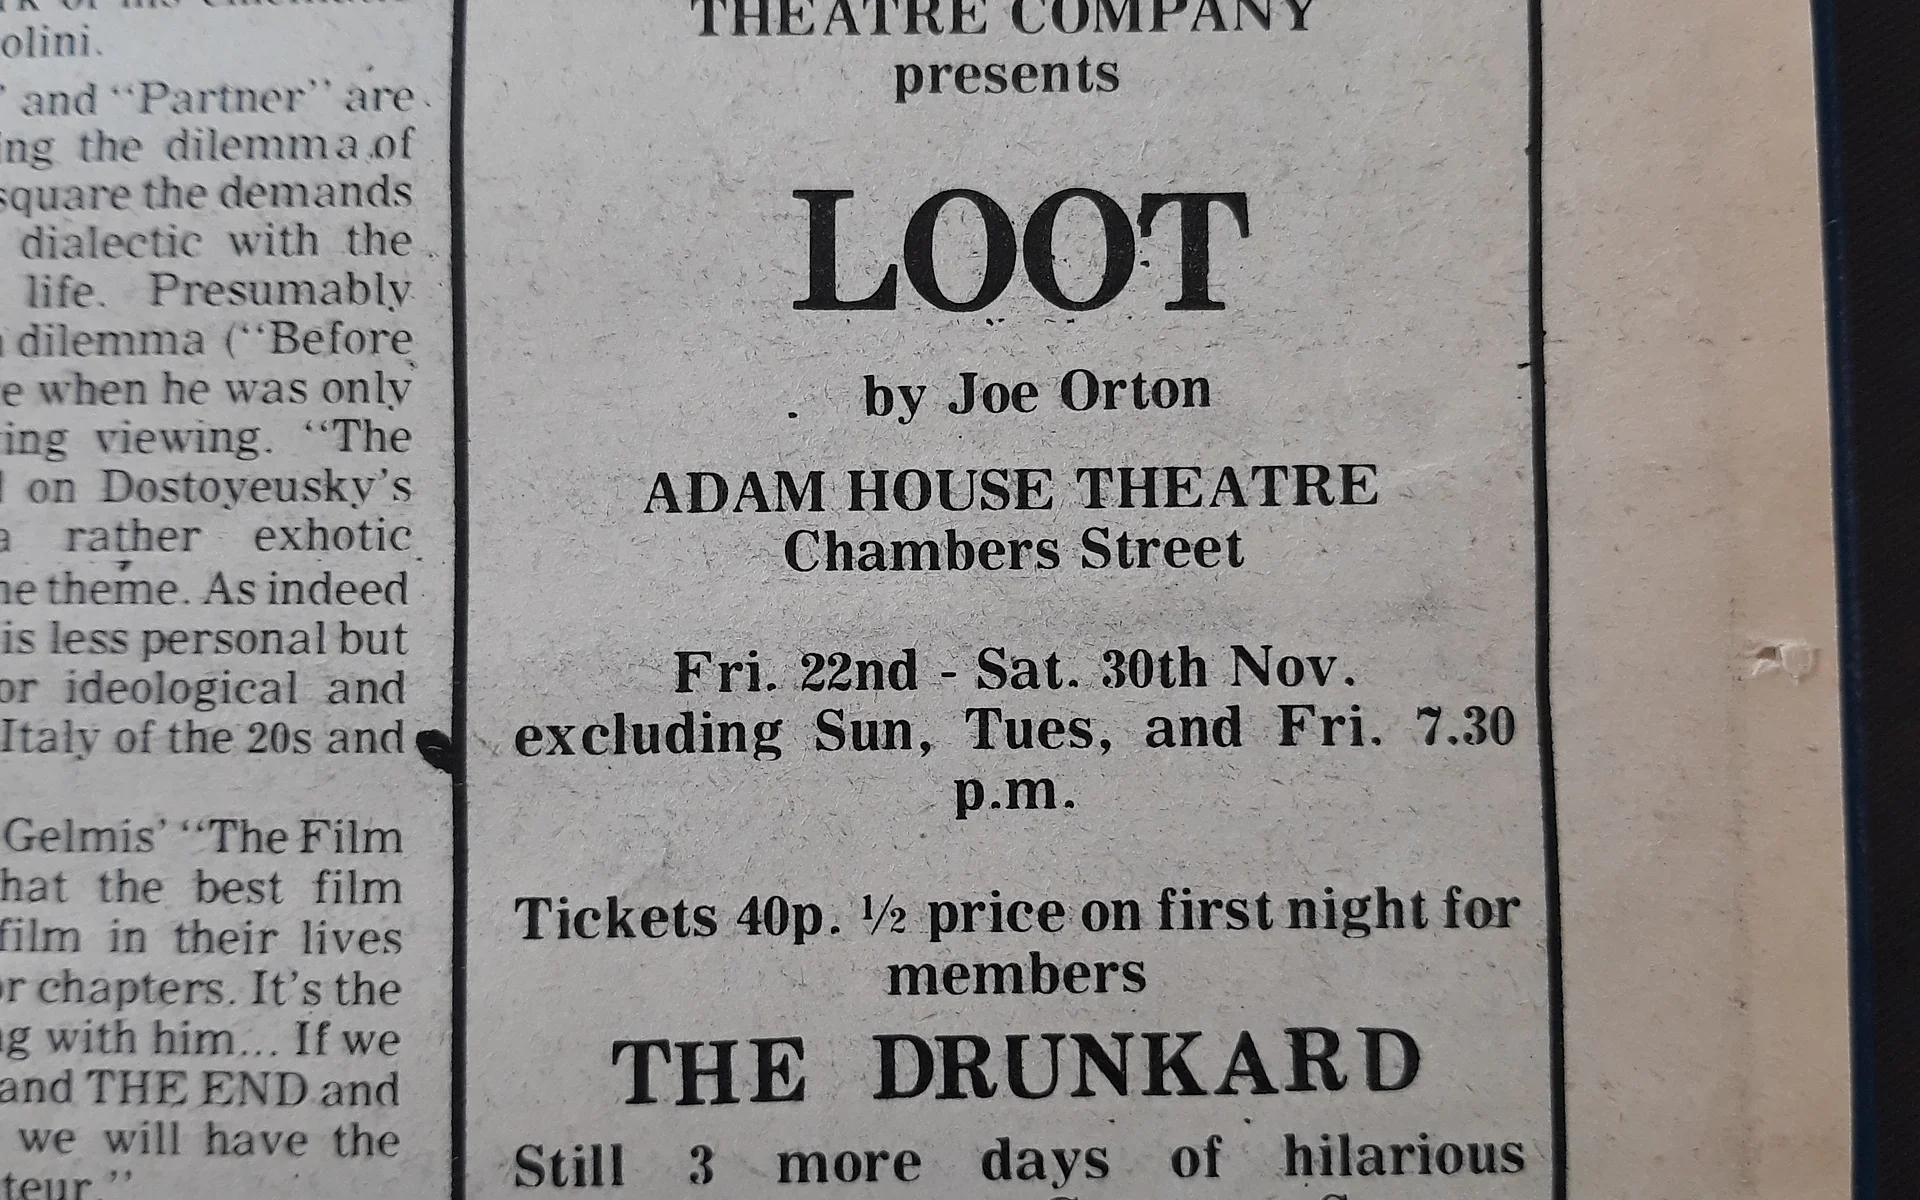 olini.
and “Partner” are
ing the dilemma of
square the demands
dialectic with the
life. Presumably
dilemma (“Before
e when he was only
ing viewing. “The
on Dostoyeusky's
a rather exhotic
he theme. As indeed
is less personal but
or ideological and
Italy of the 20s and
Gelmis' “The Film
hat the best film
film in their lives
or chapters. It's the
ng with him... If we
and THE END and
we will have the
teur.”
THEATRE COMPANY
presents
LOOT
by Joe Orton
ADAM HOUSE THEATRE
Chambers Street
Fri. 22nd - Sat. 30th Nov.
excluding Sun, Tues, and Fri. 7.30
p.m.
Tickets 40p. ½ price on first night for
members
THE DRUNKARD
Still 3 more days of hilarious